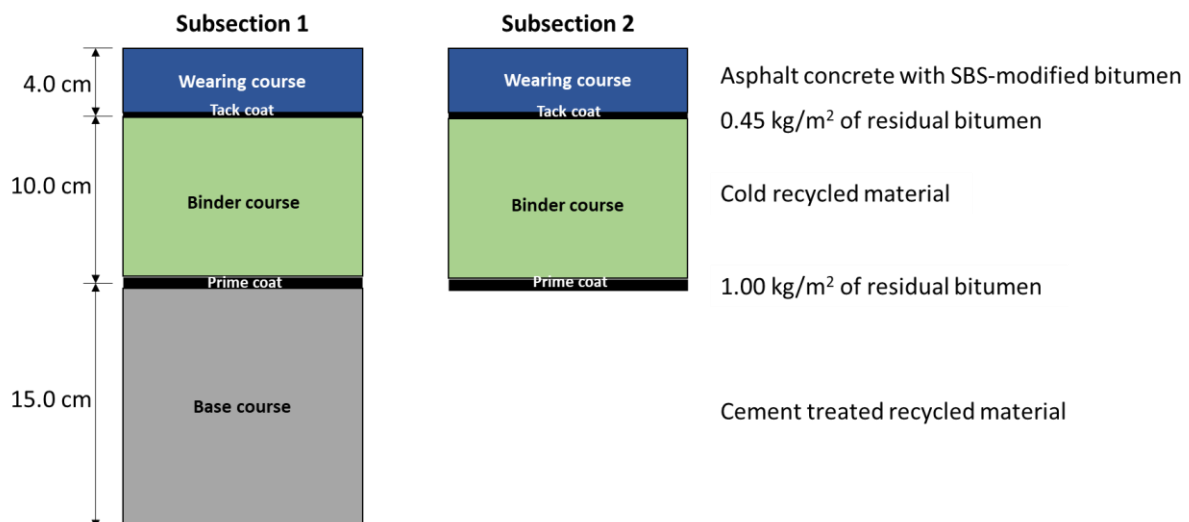 Subsection 1
Subsection 2
4.0 cm
Wearing course
Wearing course
Asphalt concrete with SBS-modified bitumen
Tack coat
Tack coat
0.45 kg/m² of residual bitumen
10.0 cm
Binder course
Binder course
Cold recycled material
Prime coat
Prime coat
1.00 kg/m² of residual bitumen
15.0 cm
Base course
Cement treated recycled material